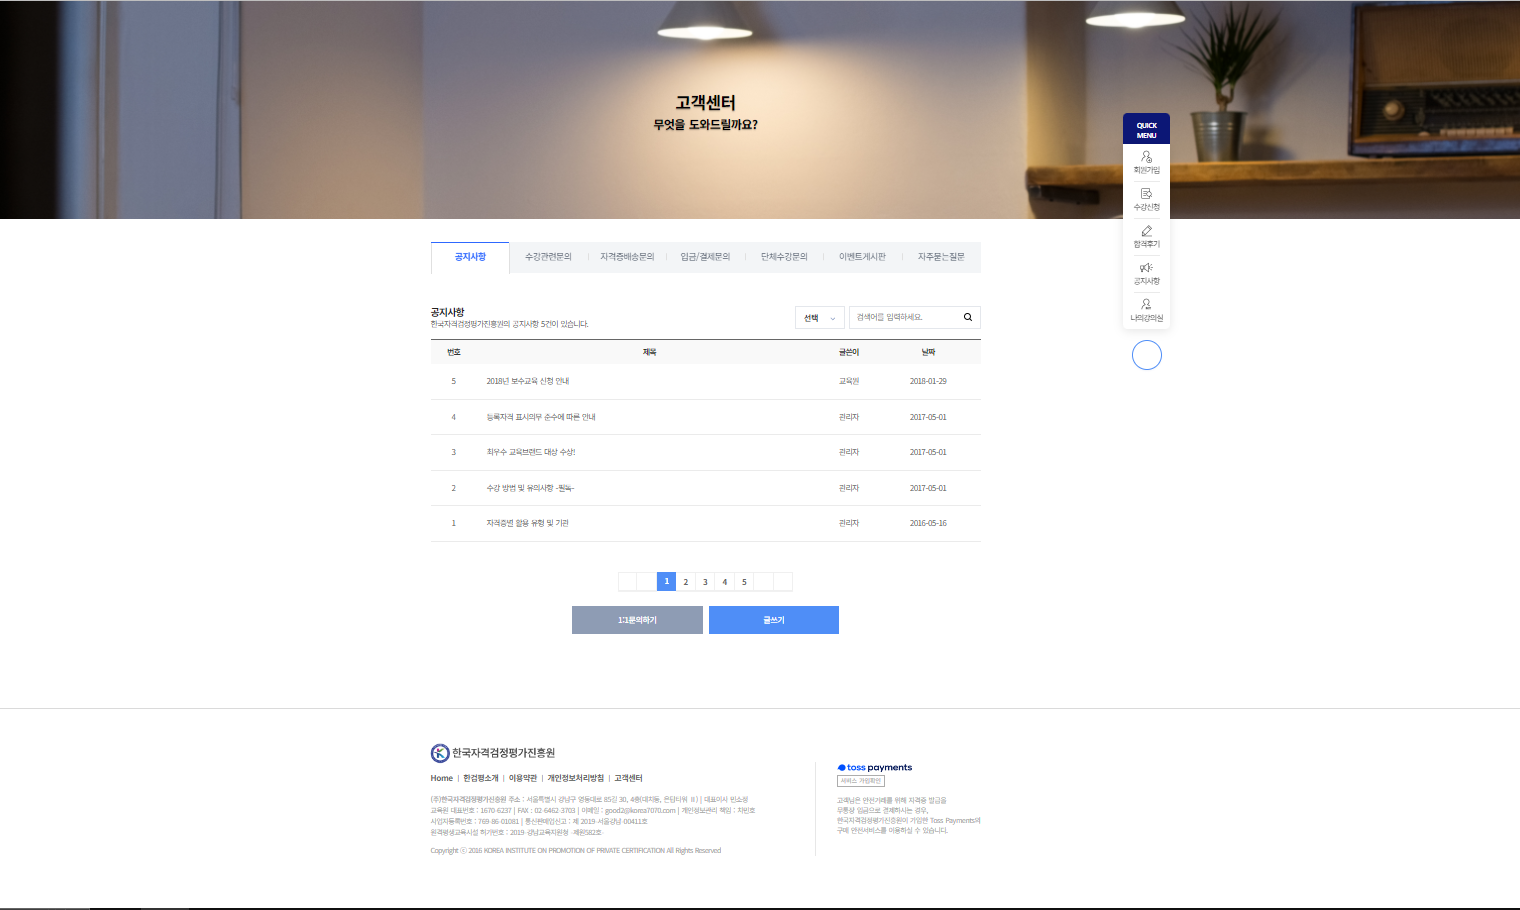 고객센터
무엇을 도와드릴까요?
QUICK
MENU
회원가입
수강신청
합격후기
공지사항
나의강의실
공지사항 수강관련문의 자격증배송문의 입금/결제문의 단체수강문의 이벤트게시판 자주묻는질문
공지사항
한국자격검정평가진흥원의 공지사항 5건이 있습니다.
선택 검색어를 입력하세요.
번호 제목 글쓴이 날짜
5 2018년 보수교육 신청 안내 교육원 2018-01-29
4 등록자격 표시의무 준수에 따른 안내 관리자 2017-05-01
3 최우수 교육브랜드 대상 수상! 관리자 2017-05-01
2 수강 방법 및 유의사항 -필독- 관리자 2017-05-01
1 자격증별 활용 유형 및 기관 관리자 2016-05-16
1 2 3 4 5
1:1문의하기 글쓰기
한국자격검정평가진흥원
Home | 한검평소개 | 이용약관 | 개인정보처리방침 | 고객센터
(주)한국자격검정평가진흥원 주소 : 서울특별시 강남구 영동대로 85길 30, 4층(대치동, 은탑타워 Ⅱ) | 대표이사 민소정
교육원 대표번호 : 1670-6237 | FAX : 02-6462-3703 | 이메일 : good2@korea7070.com | 개인정보관리 책임 : 차민호
사업자등록번호 : 769-86-01081 | 통신판매업신고 : 제 2019-서울강남-00411호
원격평생교육시설 허가번호 : 2019-강남교육지원청 -제원582호
Copyright ⓒ 2016 KOREA INSTITUTE ON PROMOTION OF PRIVATE CERTIFICATION All Rights Reserved
toss payments
서비스 가입확인
고객님은 안전거래를 위해 자격증 발급을
무통장 입금으로 결제하시는 경우,
한국자격검정평가진흥원이 가입한 Toss Payments의
구매 안전서비스를 이용하실 수 있습니다.